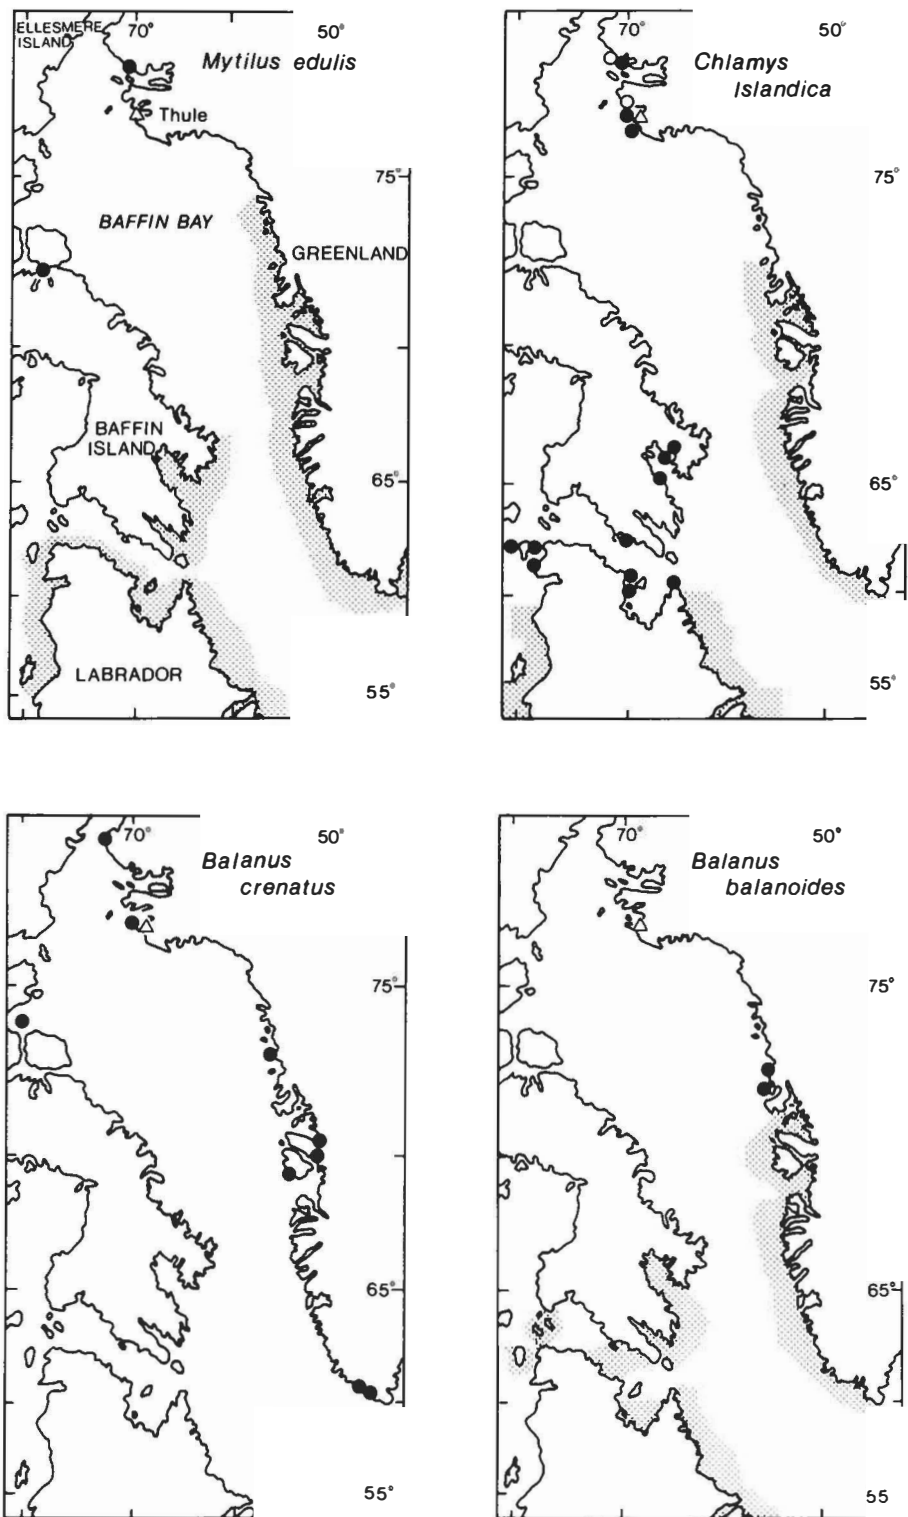 ELLESMERE
ISLAND
70°
50°
Mytilus edulis
Thule
75°
BAFFIN BAY
GREENLAND
BAFFIN
ISLAND
65°
LABRADOR
55°
70°
50°
Chlamys
Islandica
75°
65°
55°
70°
50°
Balanus
crenatus
75°
65°
55°
70°
50°
Balanus
balanoides
75°
65°
55